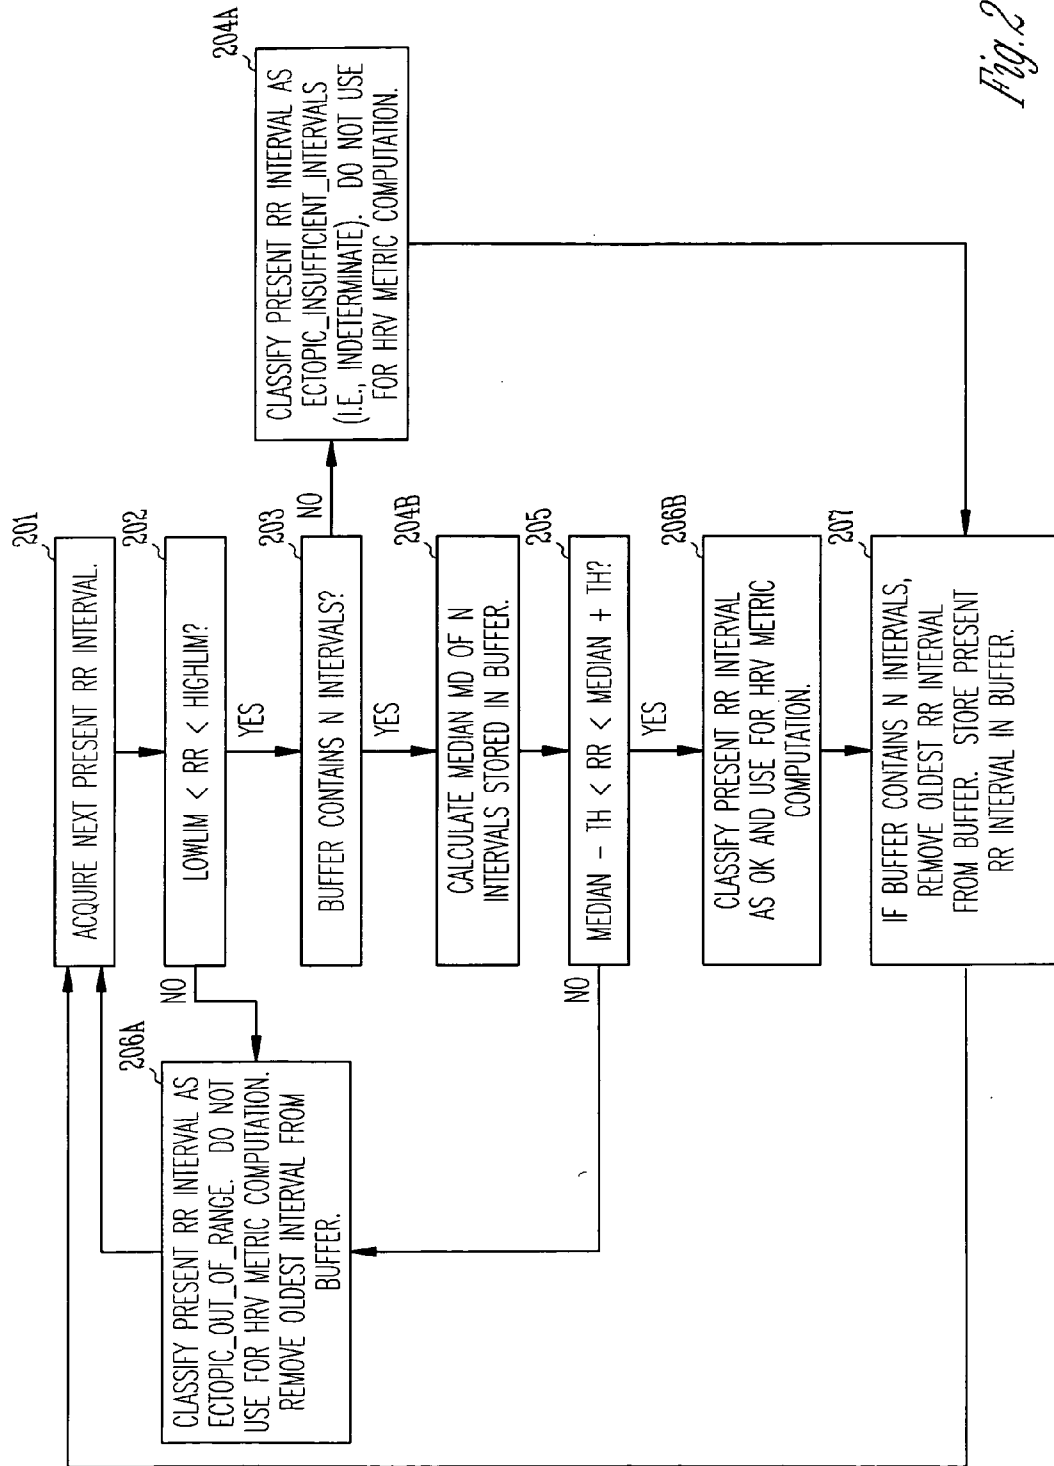 201
ACQUIRE NEXT PRESENT RR INTERVAL.
202
LOWLIM < RR < HIGHLIM?
NO
YES
206A
CLASSIFY PRESENT RR INTERVAL AS
ECTOPIC_OUT_OF_RANGE. DO NOT
USE FOR HRV METRIC COMPUTATION.
REMOVE OLDEST INTERVAL FROM
BUFFER.
203
BUFFER CONTAINS N INTERVALS?
NO
YES
204A
CLASSIFY PRESENT RR INTERVAL AS
ECTOPIC_INSUFFICIENT_INTERVALS
(I.E., INDETERMINATE). DO NOT USE
FOR HRV METRIC COMPUTATION.
204B
CALCULATE MEDIAN MD OF N
INTERVALS STORED IN BUFFER.
205
MEDIAN - TH < RR < MEDIAN + TH?
NO
YES
206B
CLASSIFY PRESENT RR INTERVAL
AS OK AND USE FOR HRV METRIC
COMPUTATION.
207
IF BUFFER CONTAINS N INTERVALS,
REMOVE OLDEST RR INTERVAL
FROM BUFFER. STORE PRESENT
RR INTERVAL IN BUFFER.
Fig.2